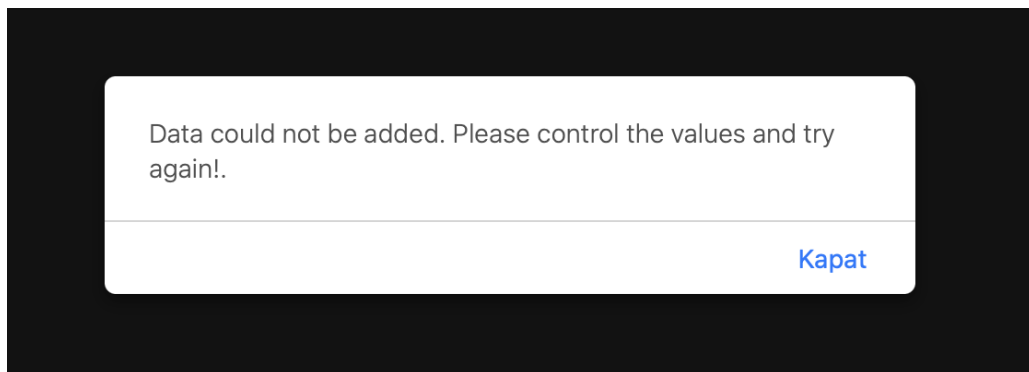 Data could not be added. Please control the values and try
again!.
Kapat